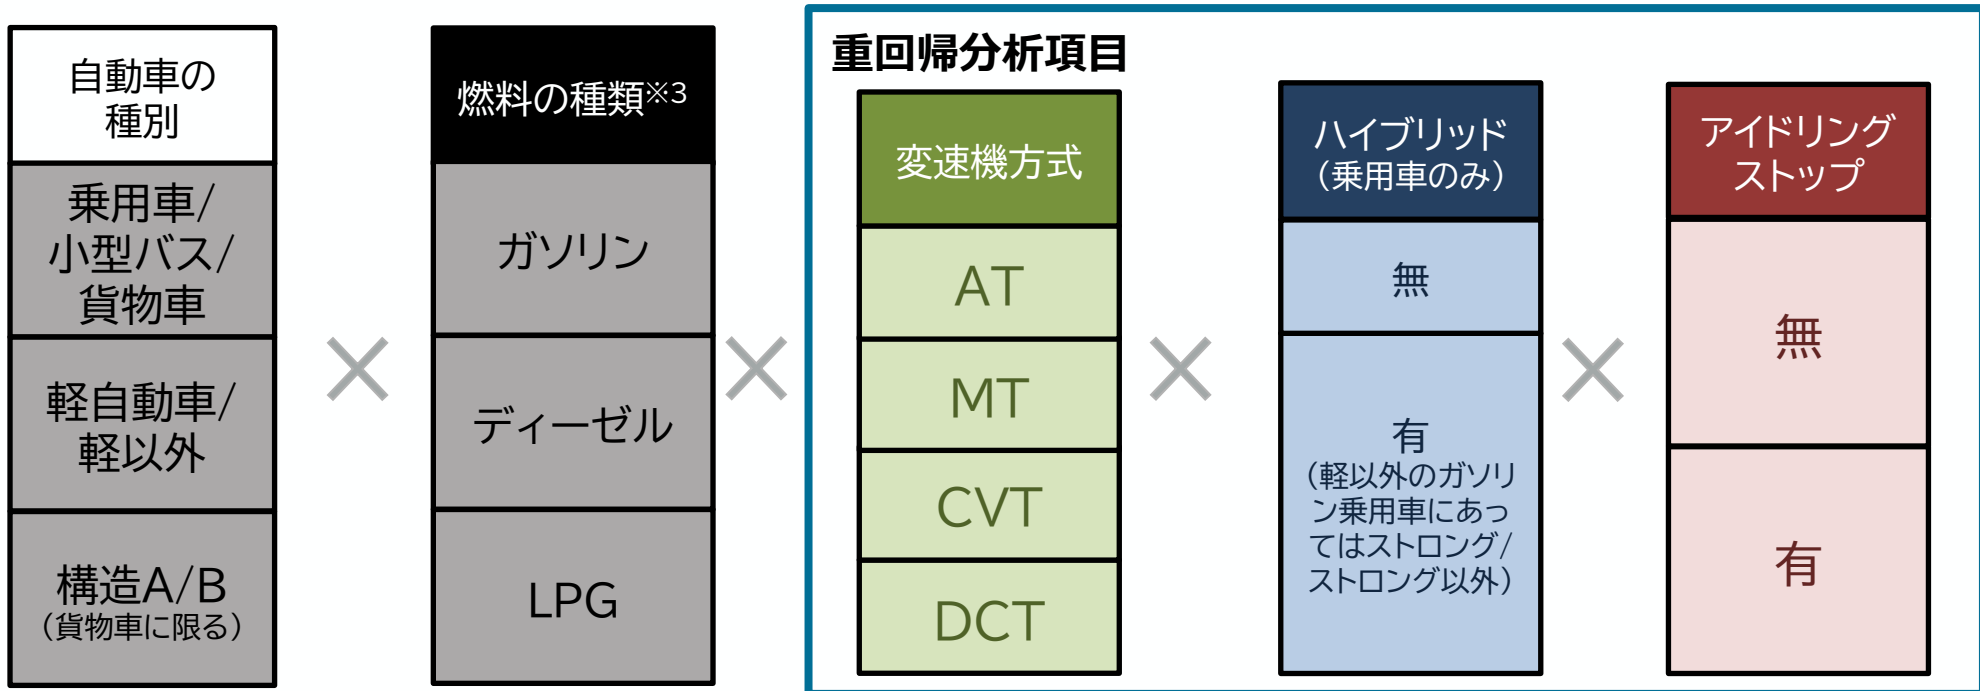 自動車の
種別
乗用車/
小型バス/
貨物車
軽自動車/
軽以外
構造A/B
(貨物車に限る)
×
燃料の種類※3
ガソリン
ディーゼル
LPG
×
重回帰分析項目
変速機方式
AT
MT
CVT
DCT
×
ハイブリッド
(乗用車のみ)
無
有
(軽以外のガソリ
ン乗用車にあっ
てはストロング/
ストロング以外)
×
アイドリング
ストップ
無
有